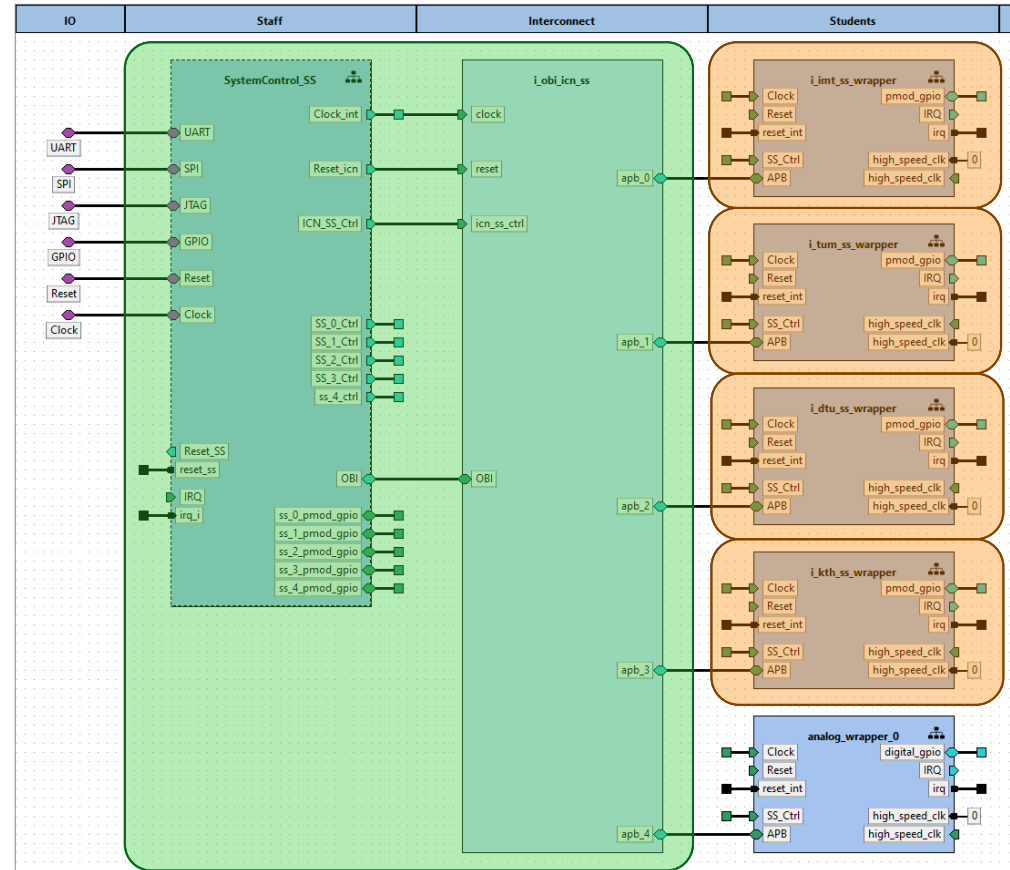 IO
Staff
Interconnect
Students
SystemControl_SS
Clock_int
UART
SPI
Reset_icn
JTAG
ICN_SS_Ctrl
GPIO
Reset
Clock
SS_0_Ctrl
SS_1_Ctrl
SS_2_Ctrl
SS_3_Ctrl
ss_4_ctrl
Reset_SS
reset_ss
OBI
IRQ
irq_i
ss_0_pmod_gpio
ss_1_pmod_gpio
ss_2_pmod_gpio
ss_3_pmod_gpio
ss_4_pmod_gpio
UART
SPI
JTAG
GPIO
Reset
Clock
i_obi_icn_ss
clock
reset
apb_0
icn_ss_ctrl
apb_1
OBI
apb_2
apb_3
apb_4
i_imt_ss_wrapper
Clock pmod_gpio
Reset IRQ
reset_int irq
SS_Ctrl high_speed_clk 0
APB high_speed_clk
i_tum_ss_warpper
Clock pmod_gpio
Reset IRQ
reset_int irq
SS_Ctrl high_speed_clk
APB high_speed_clk 0
i_dtu_ss_wrapper
Clock pmod_gpio
Reset IRQ
reset_int irq
SS_Ctrl high_speed_clk
APB high_speed_clk 0
i_kth_ss_wrapper
Clock pmod_gpio
Reset IRQ
reset_int irq
SS_Ctrl high_speed_clk
APB high_speed_clk 0
analog_wrapper_0
Clock digital_gpio
Reset IRQ
reset_int irq
SS_Ctrl high_speed_clk 0
APB high_speed_clk